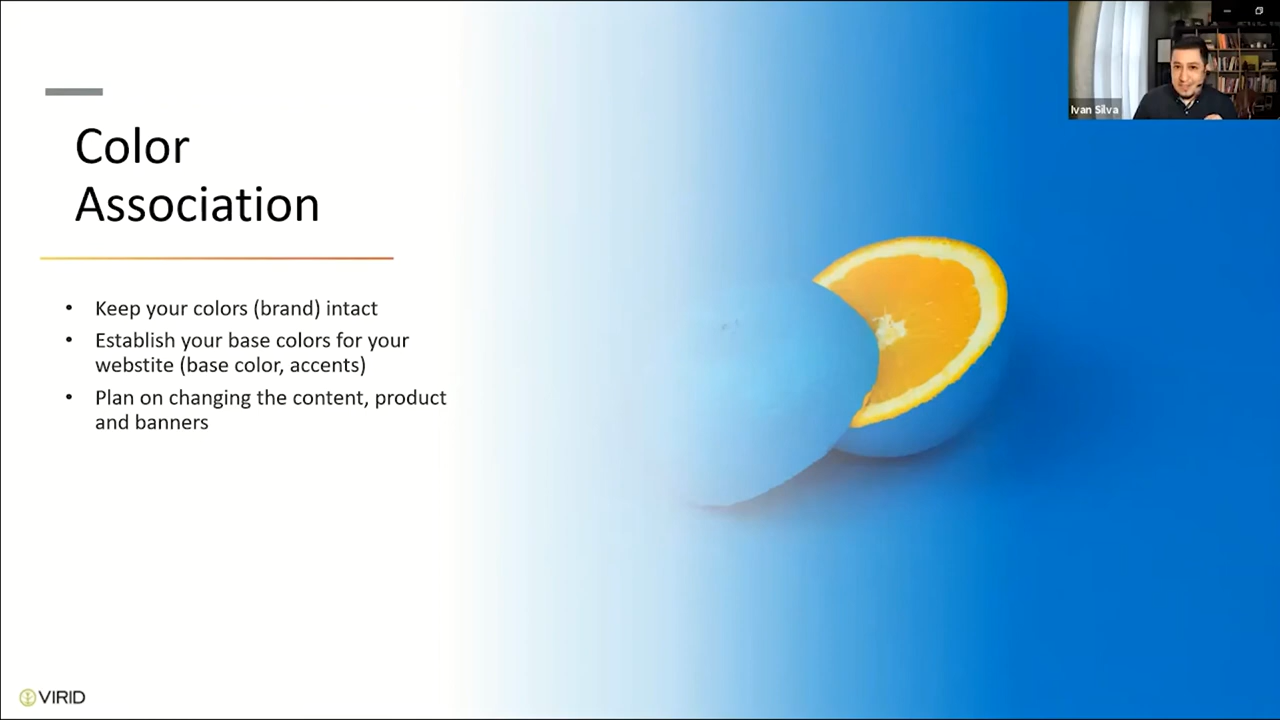 Color
Association
• Keep your colors (brand) intact
• Establish your base colors for your
webstite (base color, accents)
• Plan on changing the content, product
and banners
Ivan Silva
VIRID